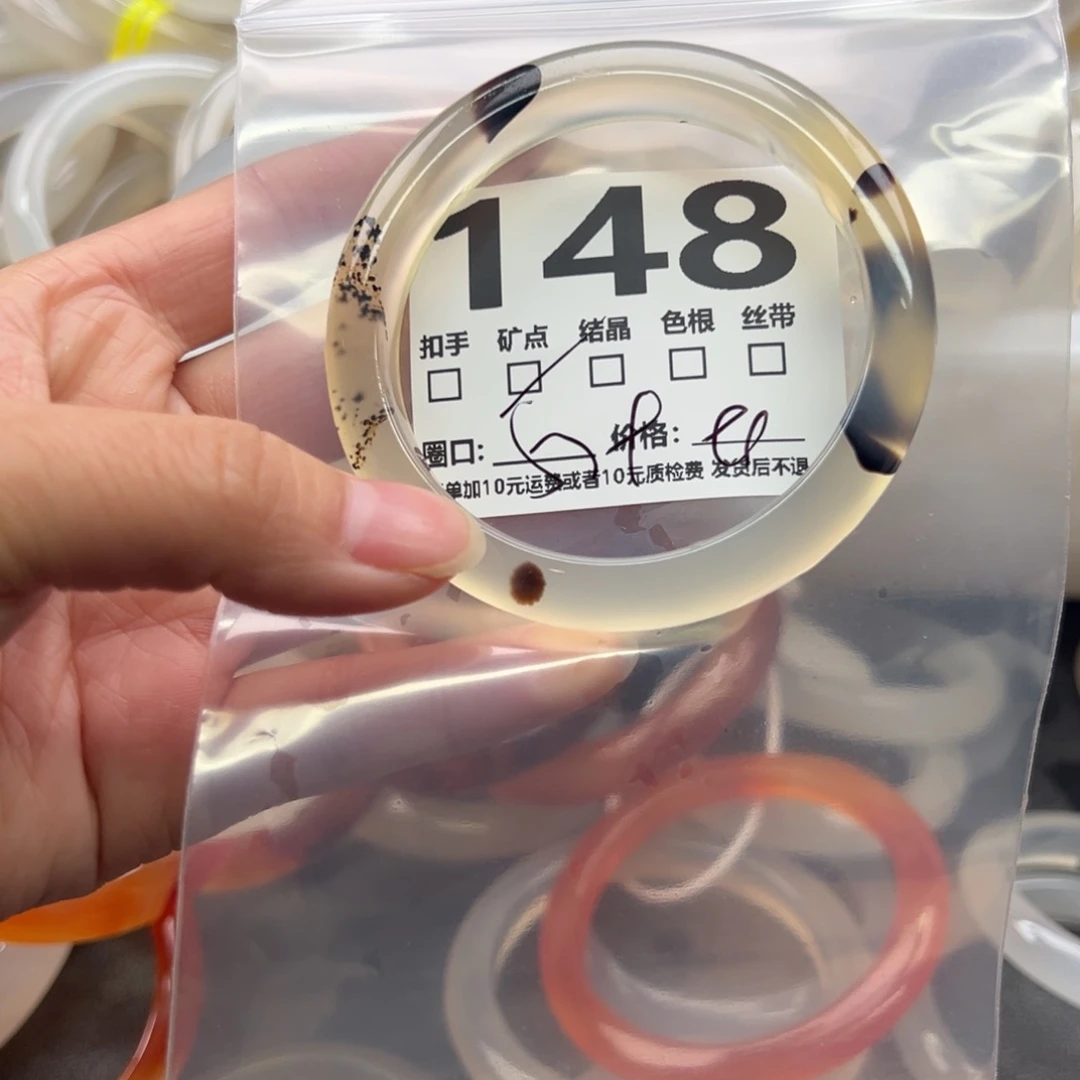 148
扣手 矿点 结晶 色根 丝带
圈口： 价格：
单加10元运费或者10元质检费 发货后不退